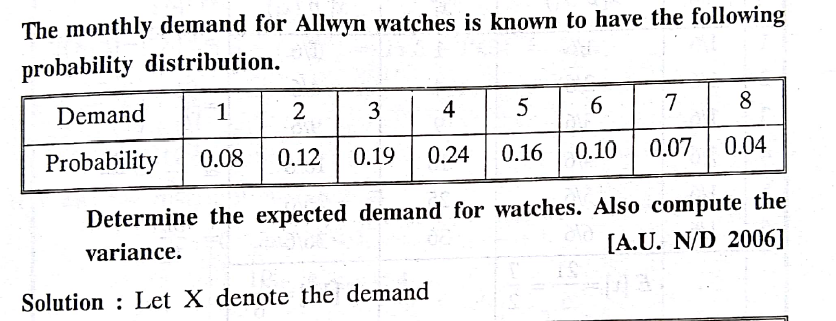 The monthly demand for Allwyn watches is known to have the following
probability distribution.
Demand 1 2 3 4 5 6 7 8
Probability 0.08 0.12 0.19 0.24 0.16 0.10 0.07 0.04
Determine the expected demand for watches. Also compute the
variance. [A.U. N/D 2006]
Solution : Let X denote the demand